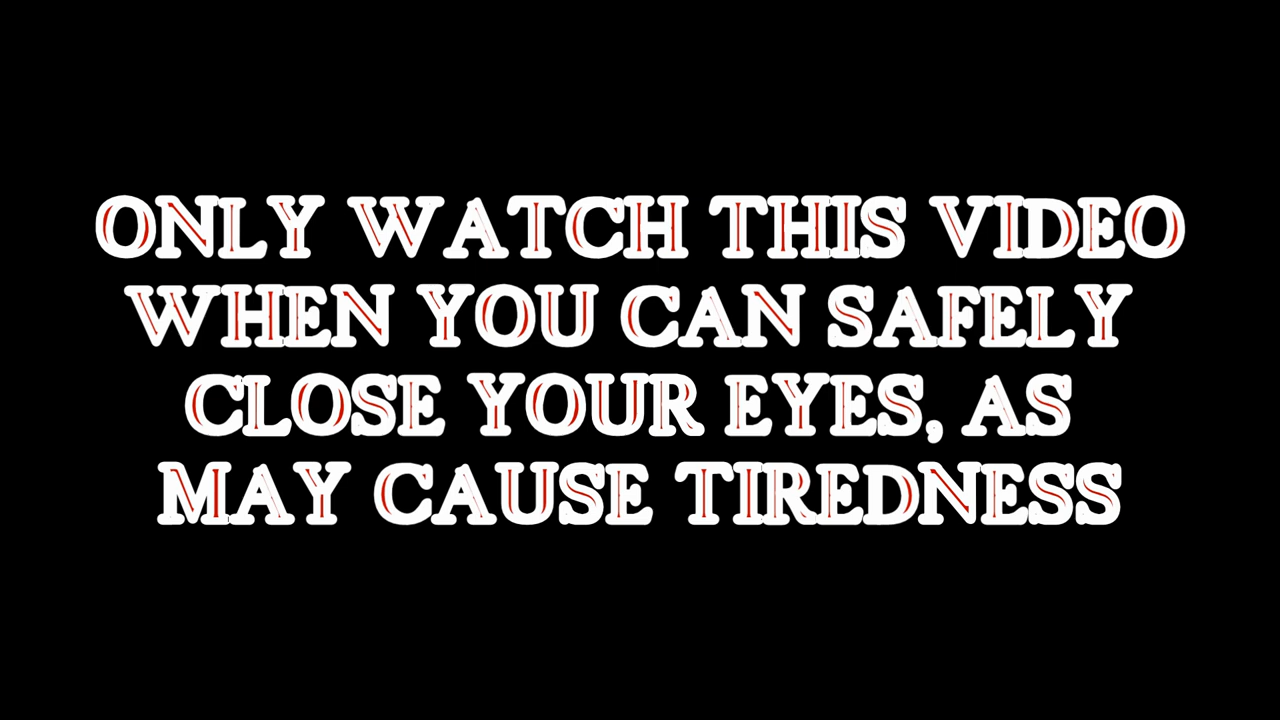 ONLY WATCH THIS VIDEO
WHEN YOU CAN SAFELY
CLOSE YOUR EYES, AS
MAY CAUSE TIREDNESS